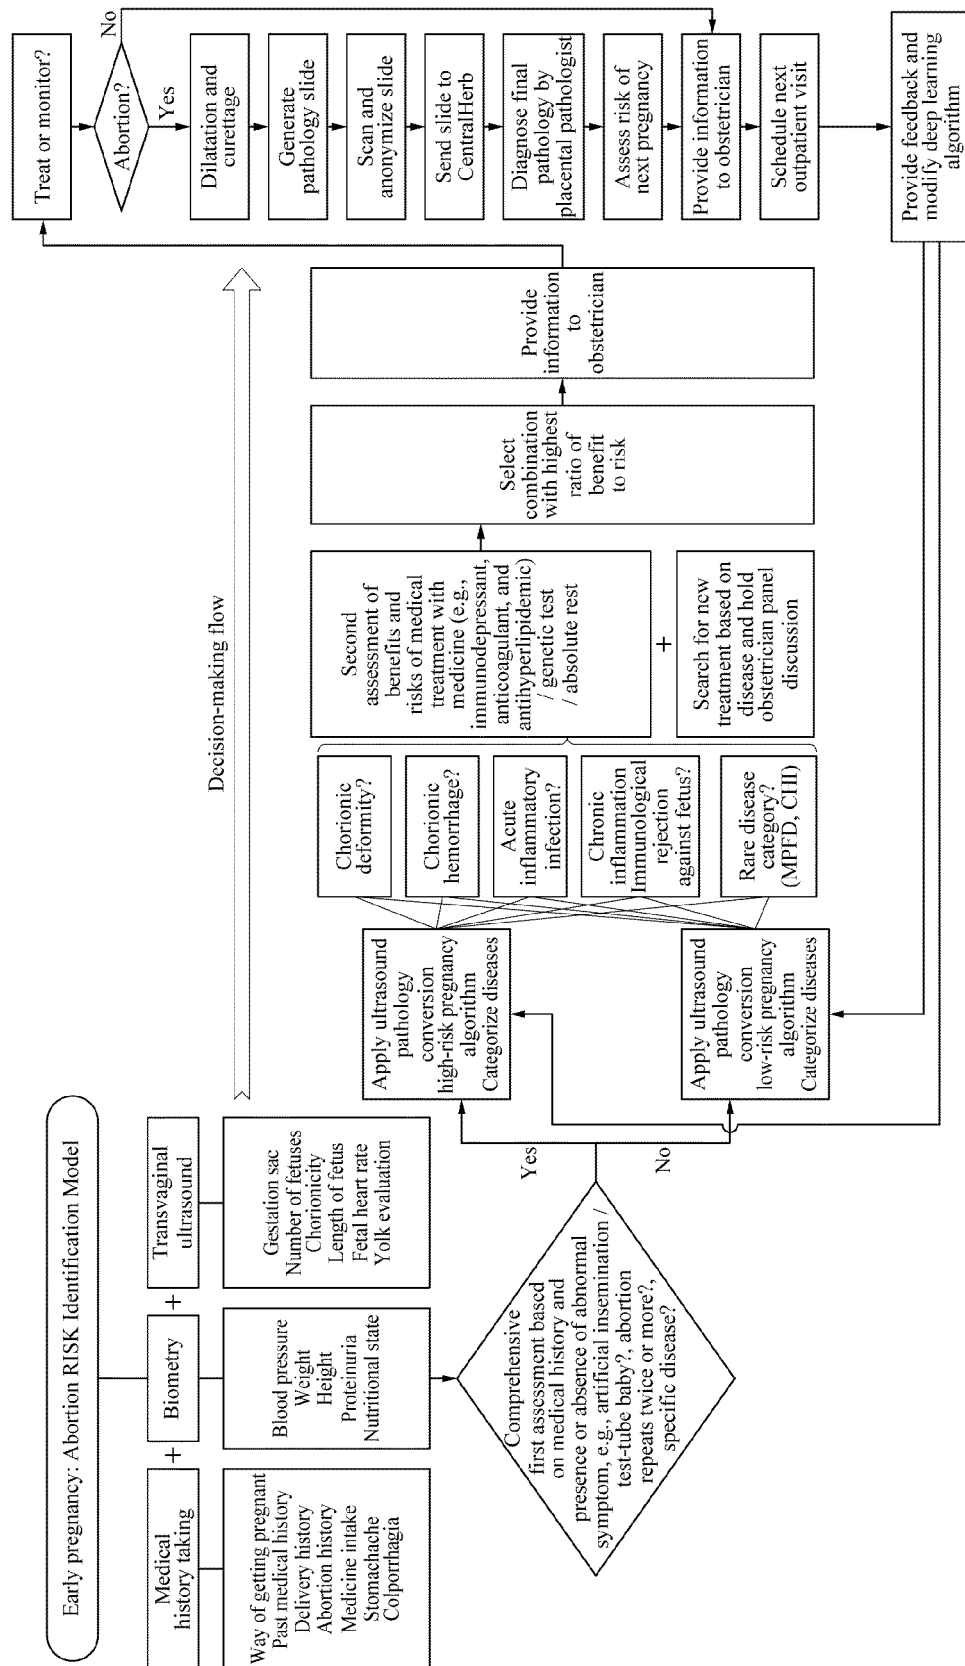 Early pregnancy: Abortion RISK Identification Model
Medical
history taking
+
Biometry
+
Transvaginal
ultrasound
Way of getting pregnant
Past medical history
Delivery history
Abortion history
Medicine intake
Stomachache
Colporrhagia
Blood pressure
Weight
Height
Proteinuria
Nutritional state
Gestation sac
Number of fetuses
Chorionicity
Length of fetus
Fetal heart rate
Yolk evaluation
Decision-making flow
Comprehensive
first assessment based
on medical history and
presence or absence of abnormal
symptom, e.g., artificial insemination /
test-tube baby?, abortion
repeats twice or more?,
specific disease?
Yes
No
Apply ultrasound
pathology
conversion
high-risk pregnancy
algorithm
Categorize diseases
Apply ultrasound
pathology
conversion
low-risk pregnancy
algorithm
Categorize diseases
Chorionic
deformity?
Chorionic
hemorrhage?
Acute
inflammatory
infection?
Chronic
inflammation
Immunological
rejection
against fetus?
Rare disease
category?
(MPFD, CHI)
Second
assessment of
benefits and
risks of medical
treatment with
medicine (e.g.,
immunodepressant,
anticoagulant, and
antihyperlipidemic)
/ genetic test
/ absolute rest
+
Search for new
treatment based on
disease and hold
obstetrician panel
discussion
Select
combination
with highest
ratio of
benefit
to risk
Provide
information
to
obstetrician
Treat or monitor?
Abortion?
No
Yes
Dilatation and
curettage
Generate
pathology slide
Scan and
anonymize slide
Send slide to
CentralHerb
Diagnose final
pathology by
placental pathologist
Assess risk of
next pregnancy
Provide information
to obstetrician
Schedule next
outpatient visit
Provide feedback and
modify deep learning
algorithm